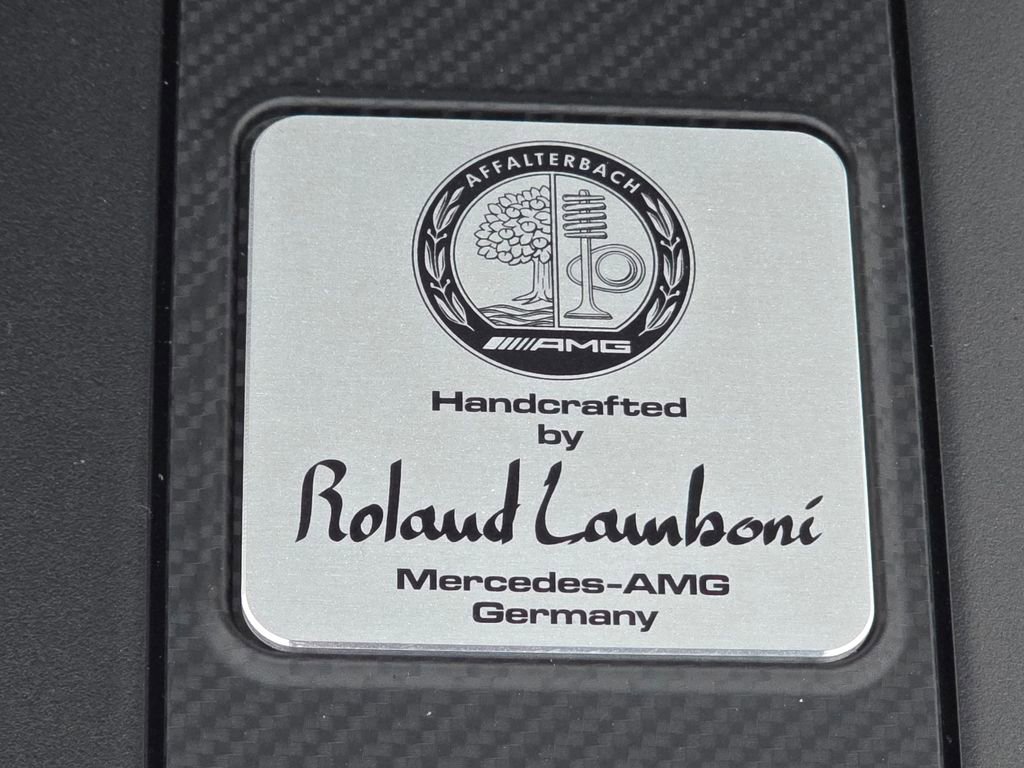 AFFALTERBACH
AMG
Handcrafted
by
Roland Lamboni
Mercedes-AMG
Germany